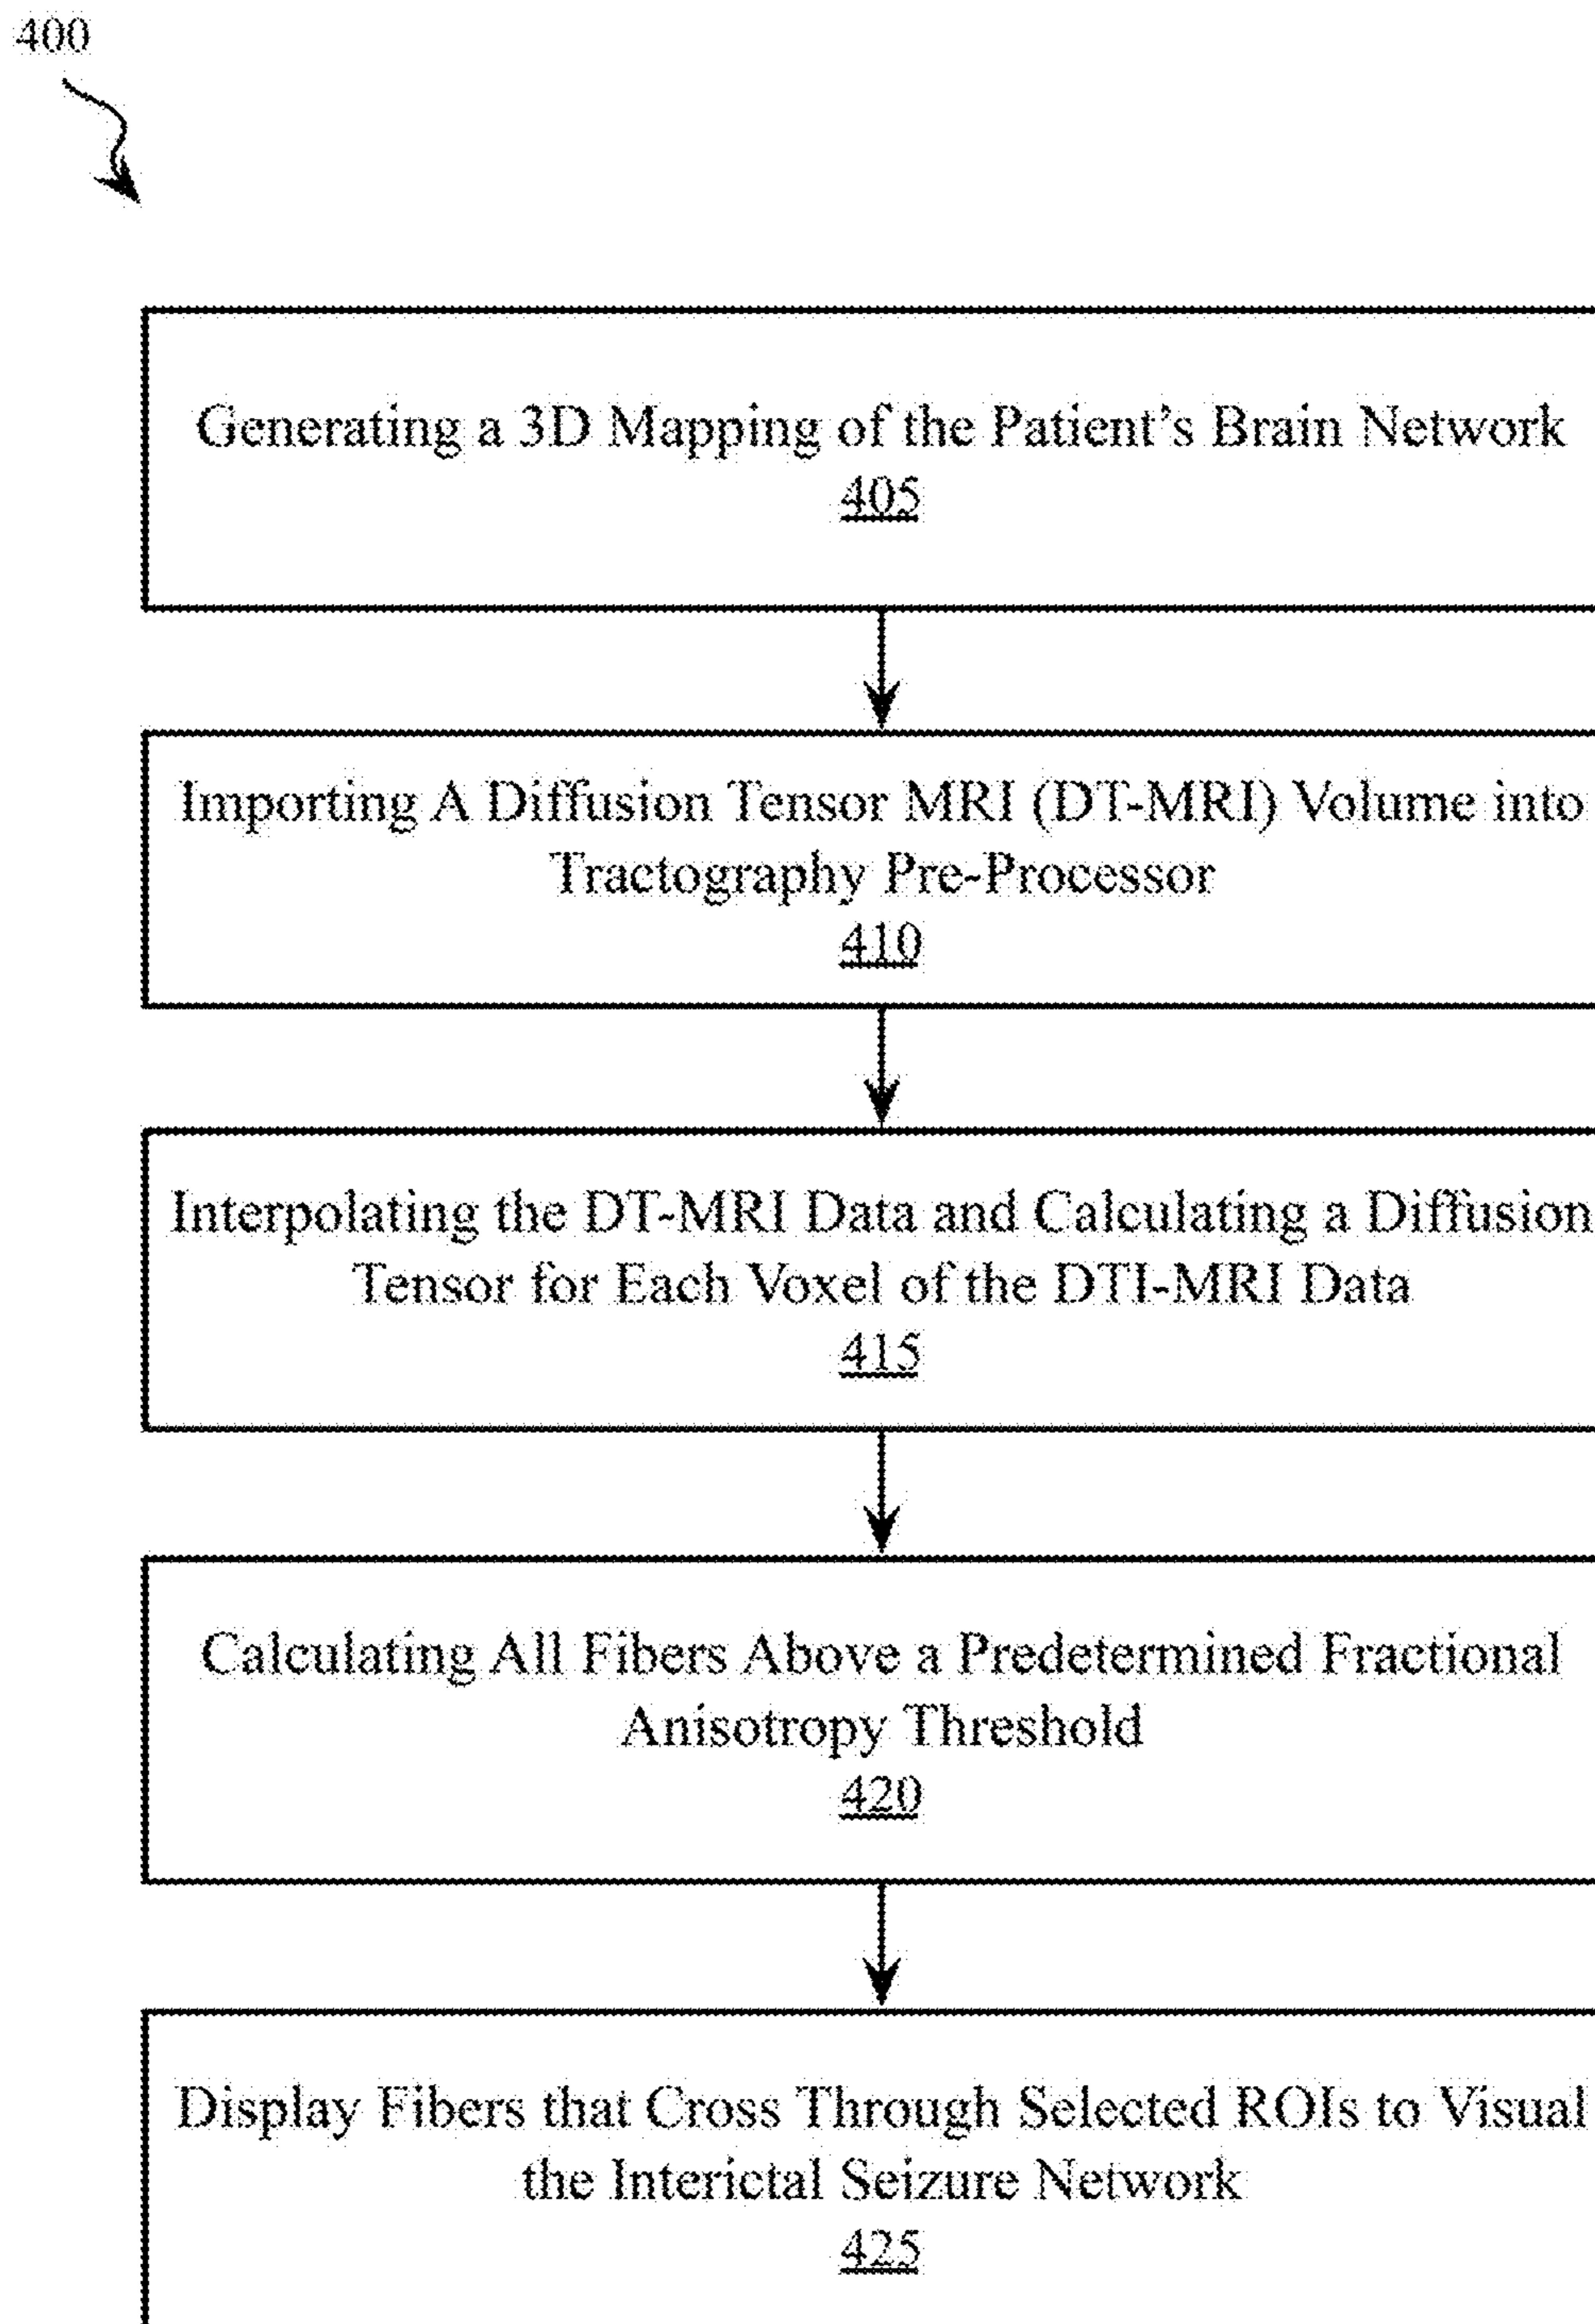 400
Generating a 3D Mapping of the Patient's Brain Network
405
Importing A Diffusion Tensor MRI (DT-MRI) Volume into
Tractography Pre-Processor
410
Interpolating the DT-MRI Data and Calculating a Diffusion
Tensor for Each Voxel of the DTI-MRI Data
415
Calculating All Fibers Above a Predetermined Fractional
Anisotropy Threshold
420
Display Fibers that Cross Through Selected ROIs to Visual
the Interictal Seizure Network
425